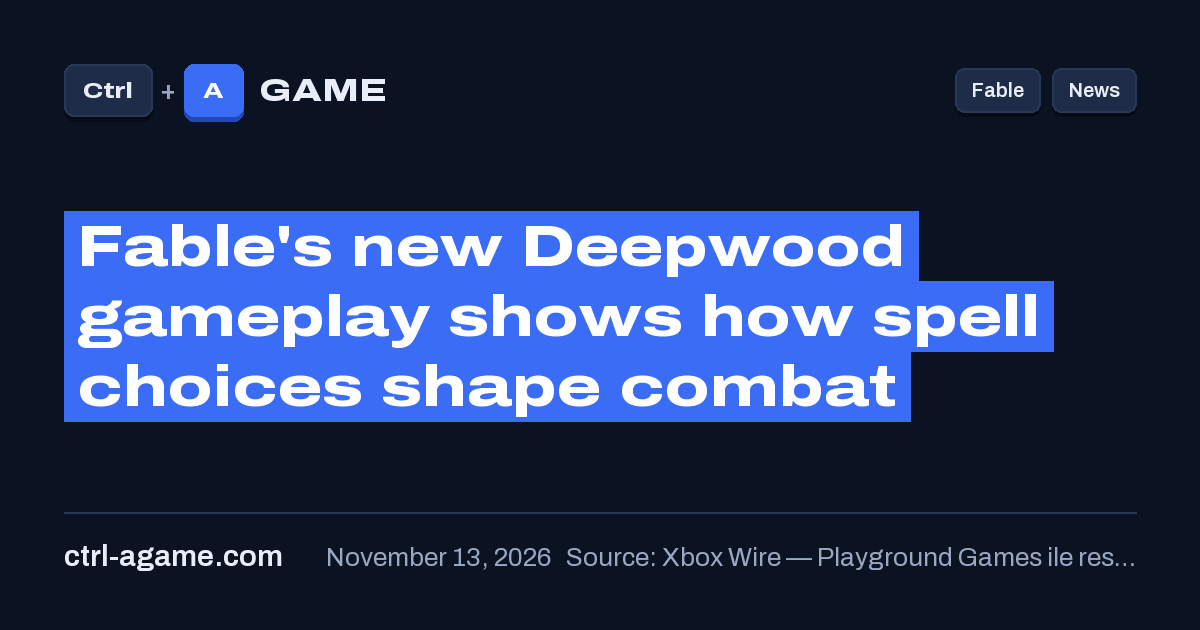 Ctrl + A GAME
Fable News
Fable's new Deepwood
gameplay shows how spell
choices shape combat
ctrl-agame.com November 13, 2026 Source: Xbox Wire — Playground Games ile res…